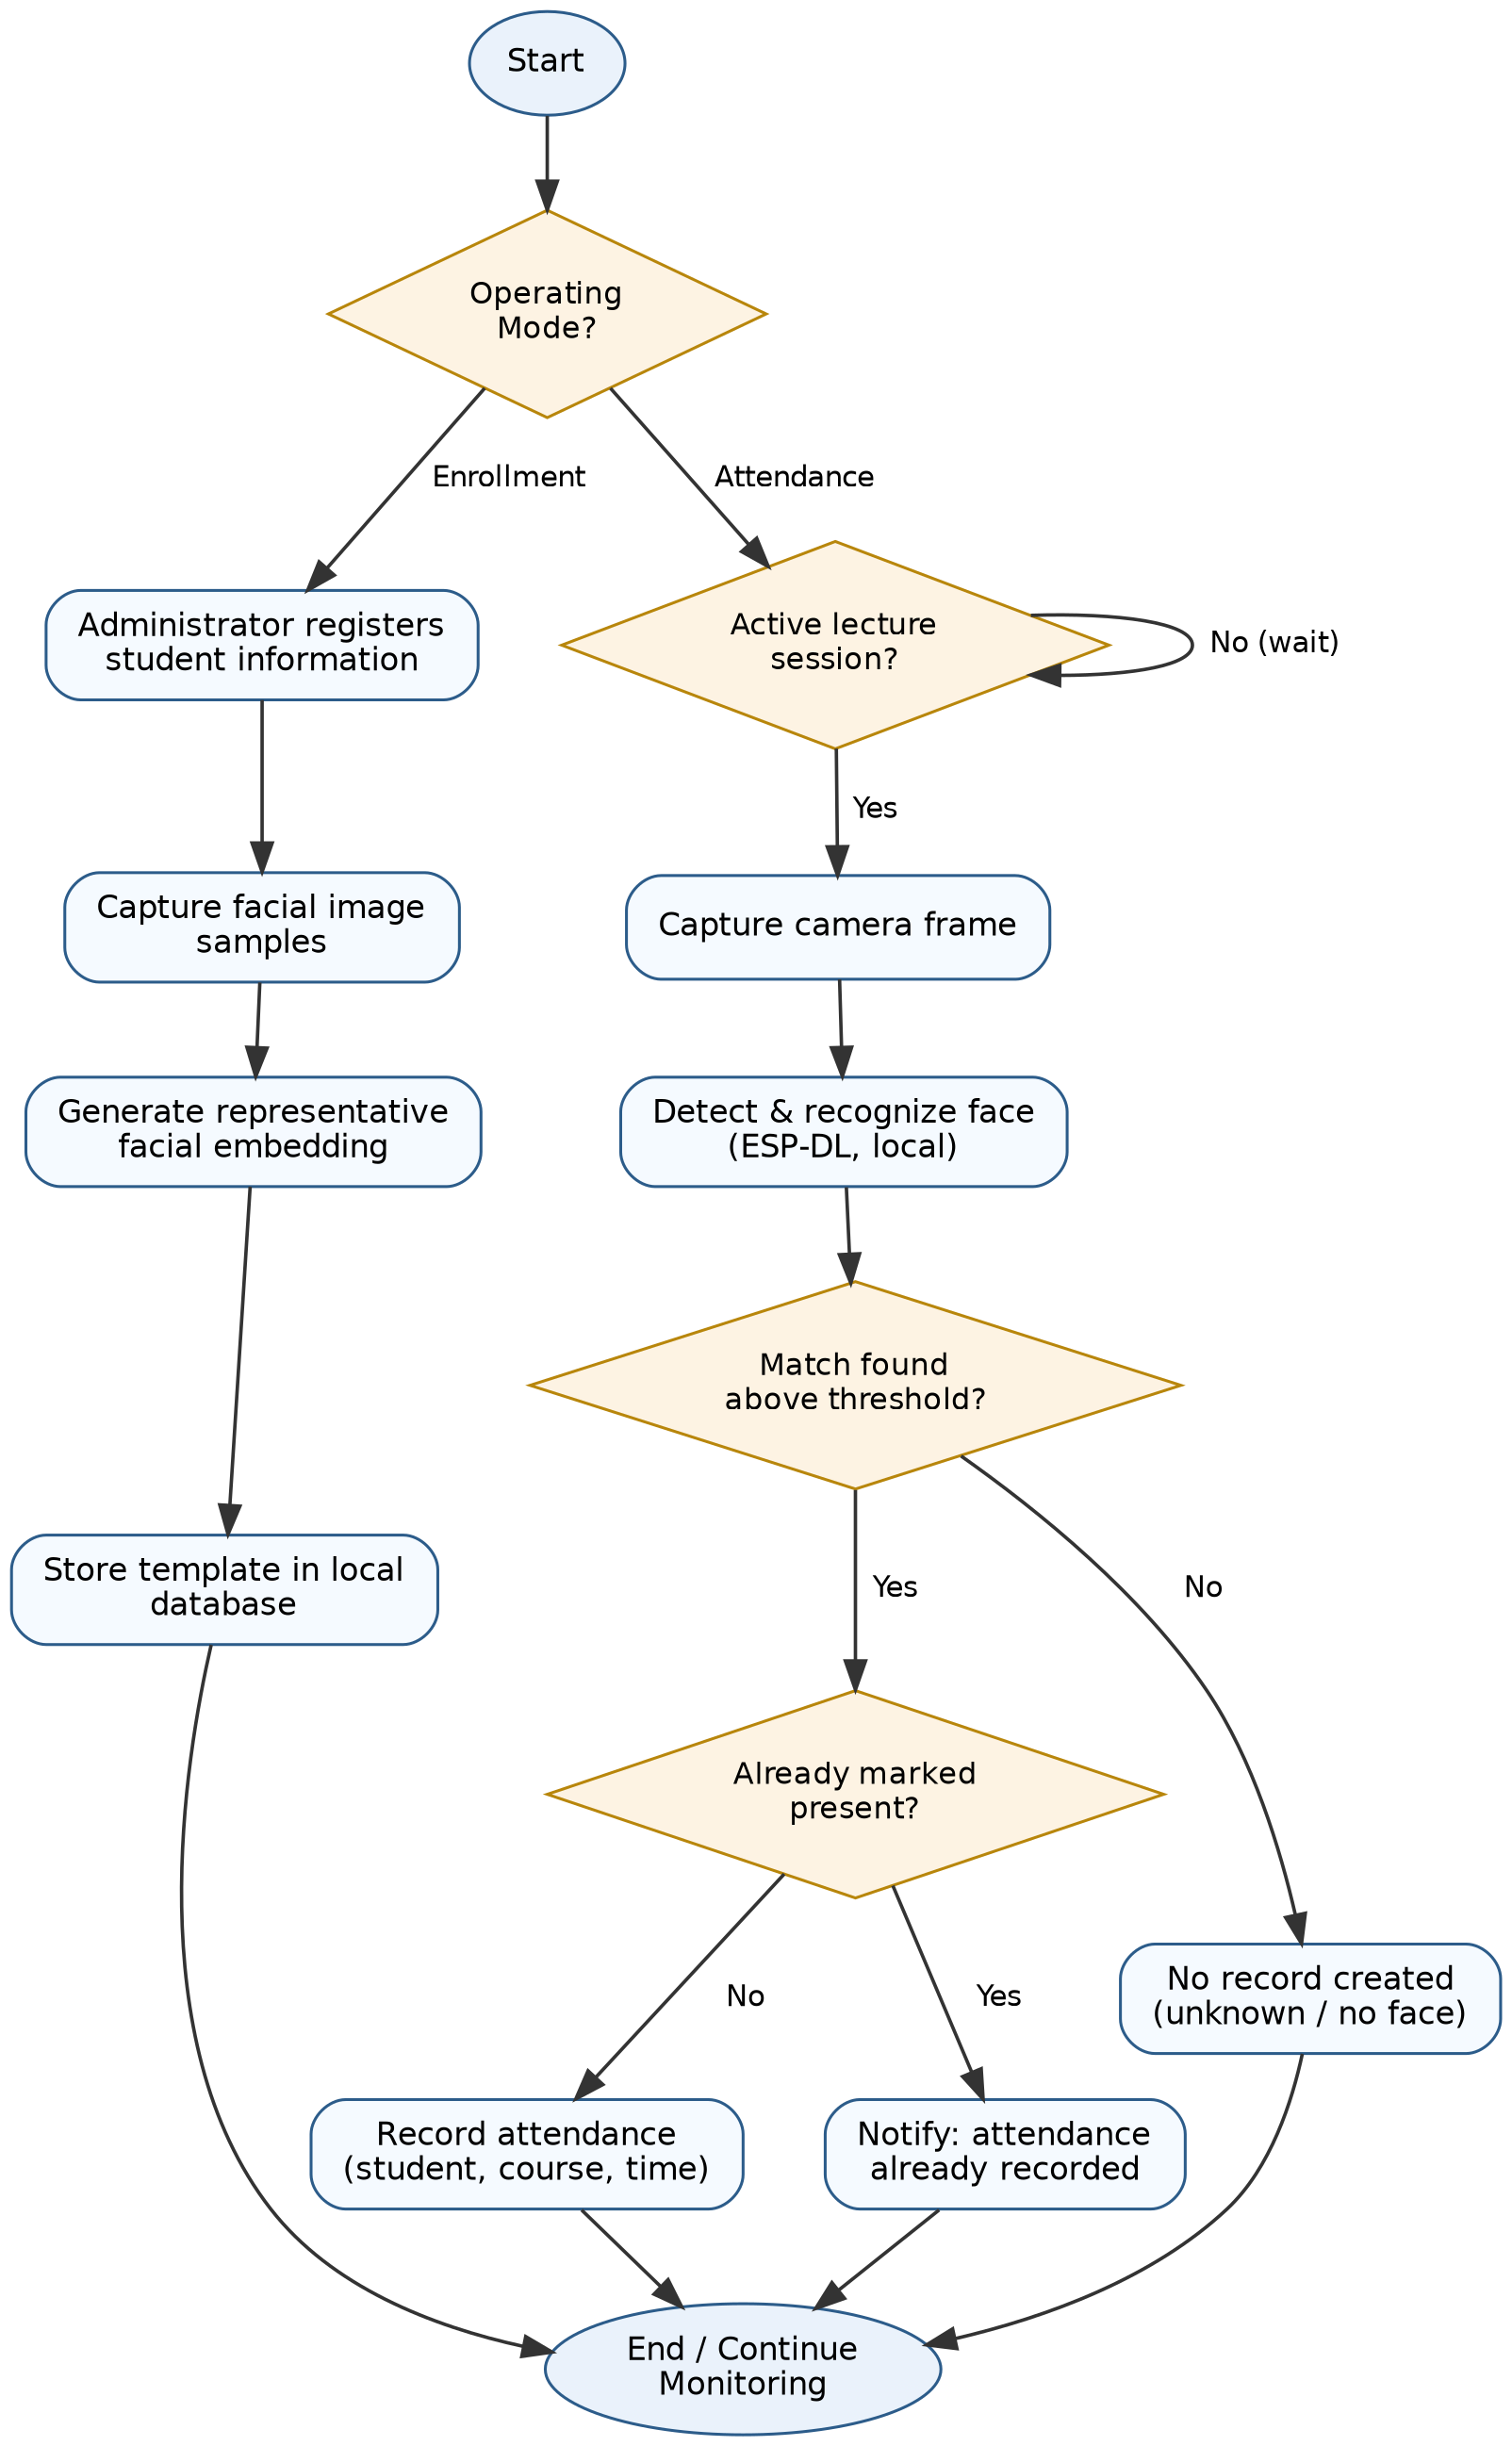 Start
Operating
Mode?
Enrollment
Attendance
Administrator registers
student information
Active lecture
session?
No (wait)
Yes
Capture facial image
samples
Capture camera frame
Generate representative
facial embedding
Detect & recognize face
(ESP-DL, local)
Match found
above threshold?
Store template in local
database
Yes
No
Already marked
present?
No
Yes
No record created
(unknown / no face)
Record attendance
(student, course, time)
Notify: attendance
already recorded
End / Continue
Monitoring